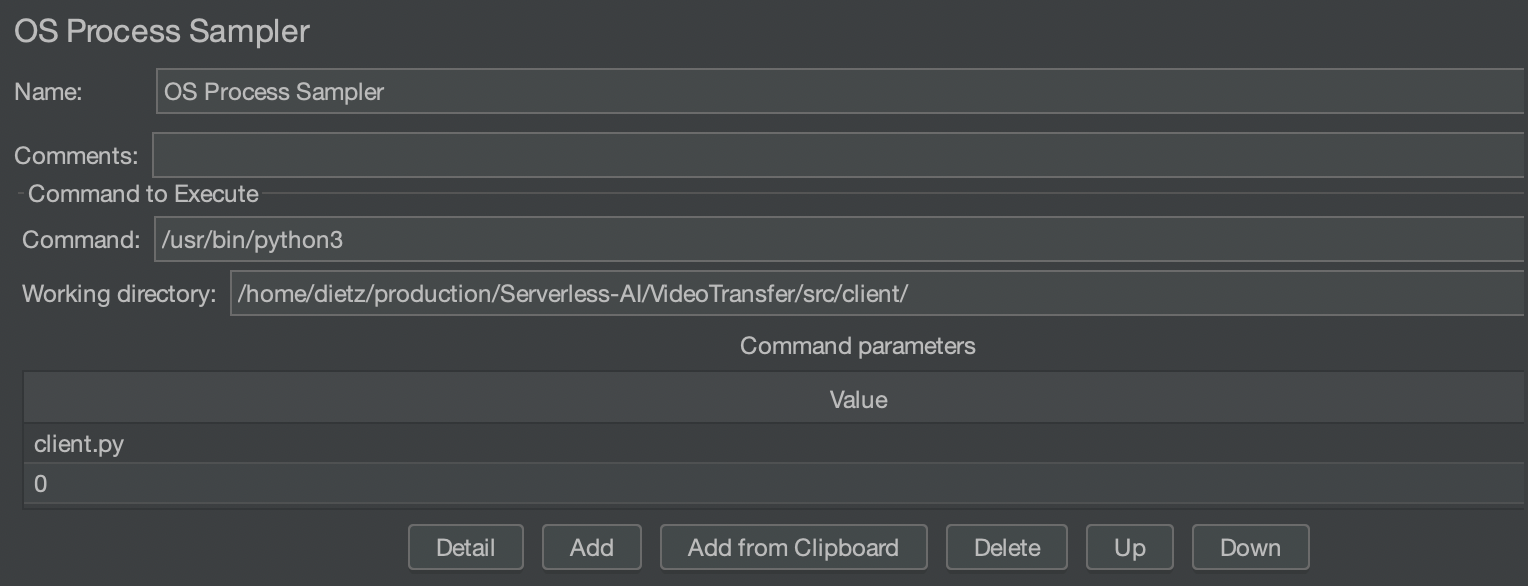 OS Process Sampler
Name: OS Process Sampler
Comments:
Command to Execute
Command: /usr/bin/python3
Working directory: /home/dietz/production/Serverless-AI/VideoTransfer/src/client/
Command parameters
Value
client.py
0
Detail Add Add from Clipboard Delete Up Down